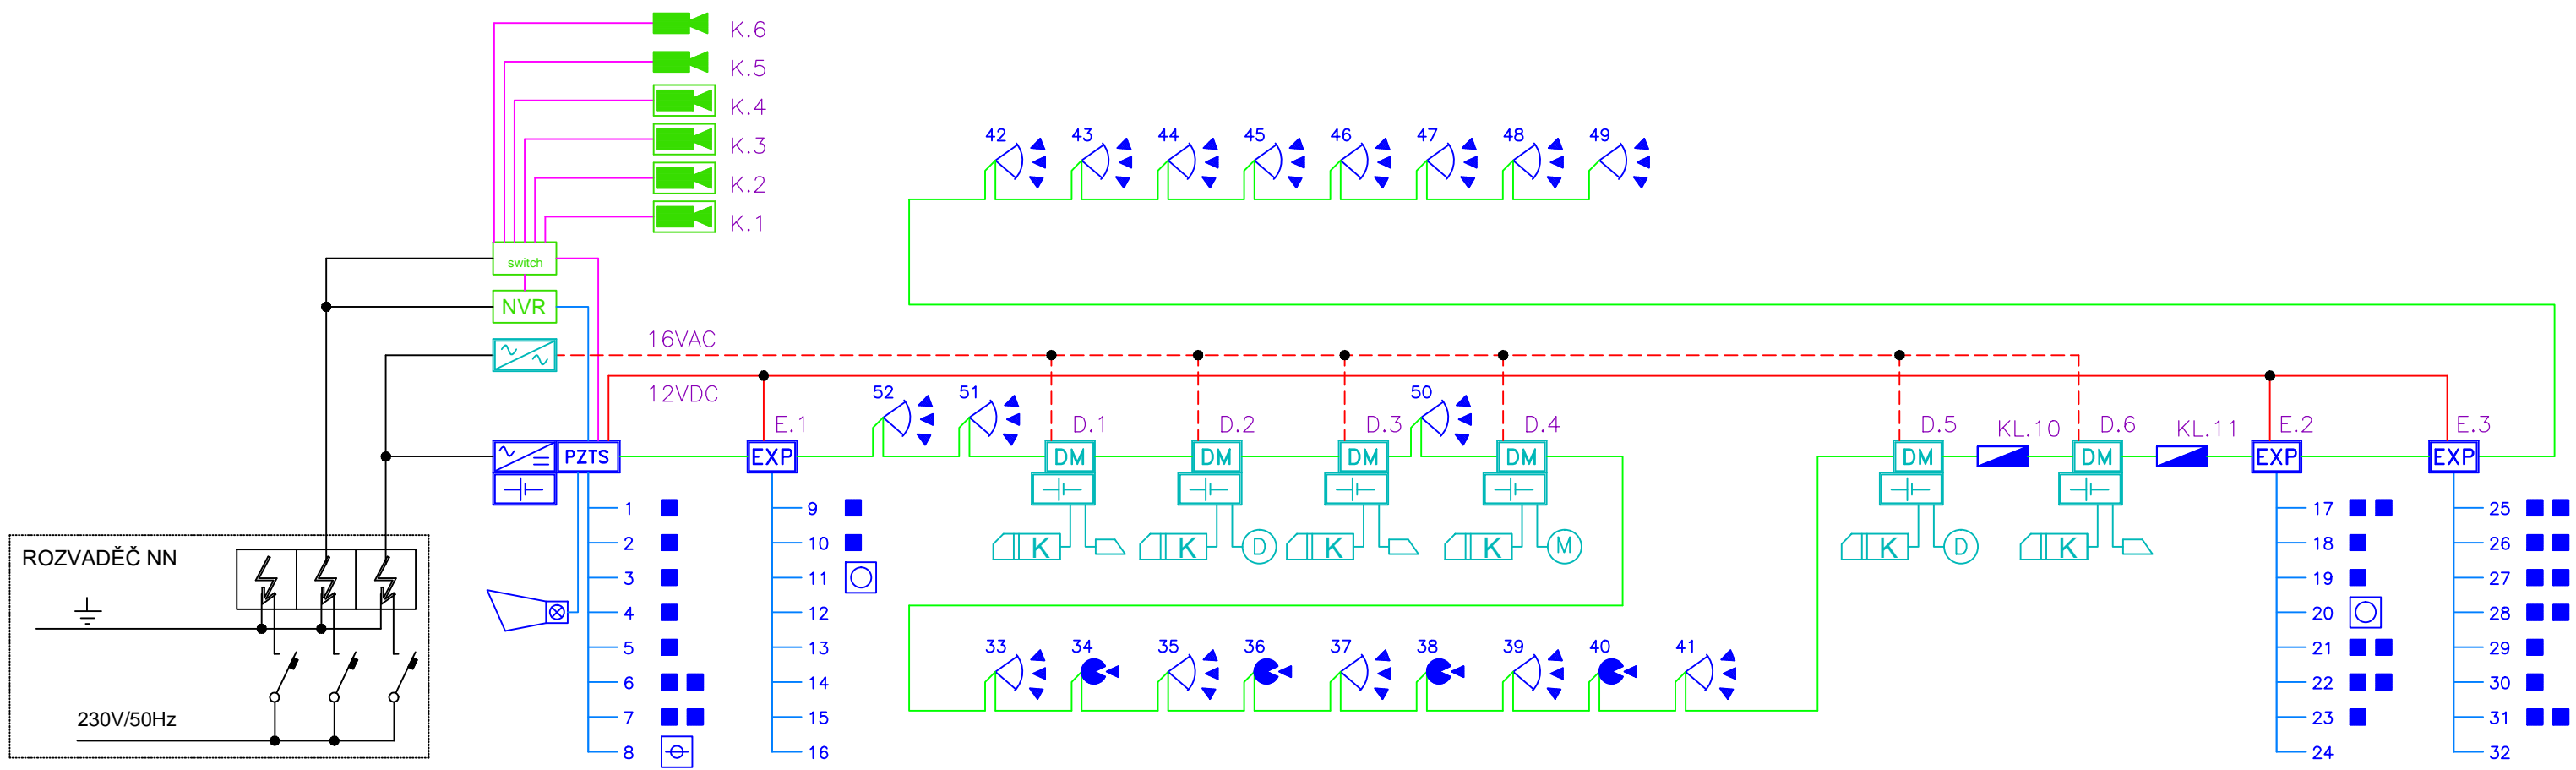 K.6
K.5
K.4
K.3
K.2
K.1
switch
NVR
42 43 44 45 46 47 48 49
16VAC
12VDC
52 51 50
E.1 D.1 D.2 D.3 D.4 D.5 KL.10 D.6 KL.11 E.2 E.3
PZTS EXP DM DM DM DM DM DM EXP EXP
1 9 17 25
2 10 18 26
3 11 19 27
4 12 20 28
5 13 21 29
6 14 22 30
7 15 23 31
8 16 24 32
K K D K K M K D K
33 34 35 36 37 38 39 40 41
ROZVADĚČ NN
230V/50Hz